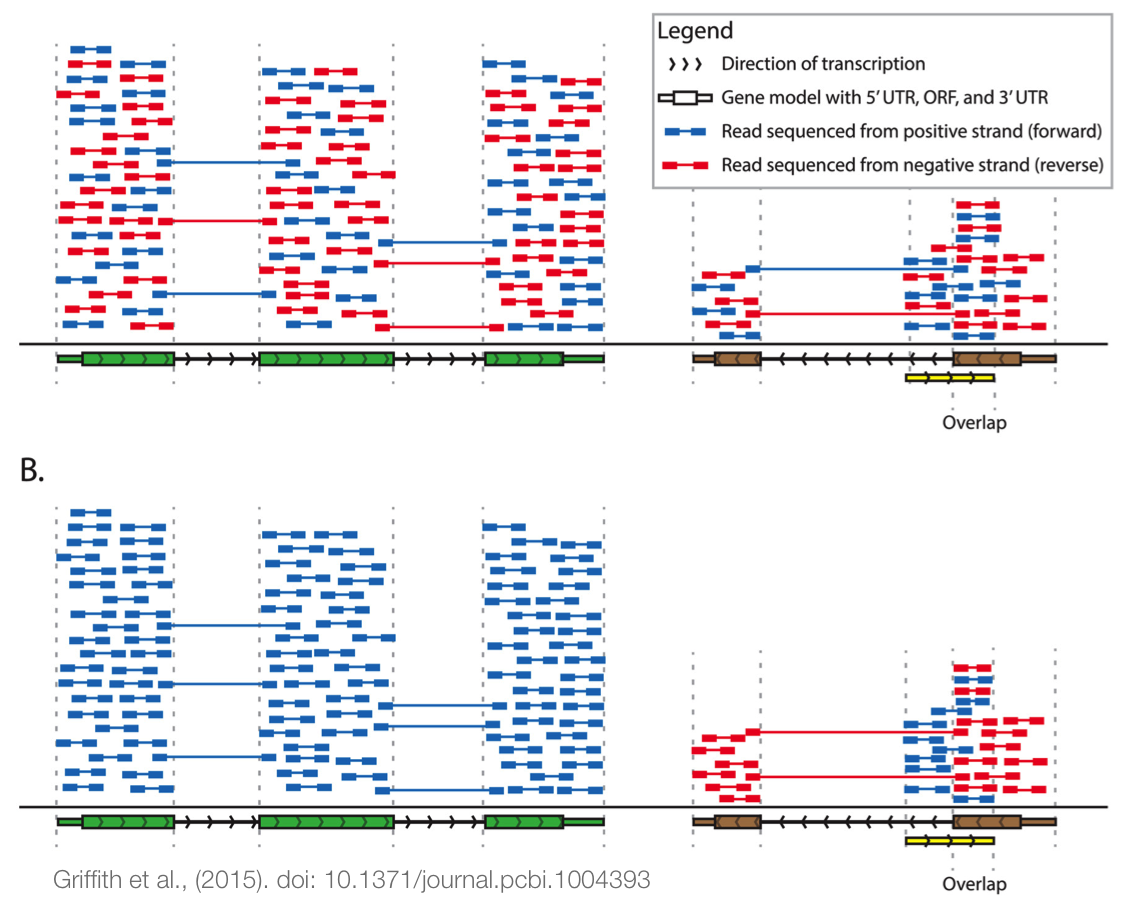 Legend
Direction of transcription
Gene model with 5' UTR, ORF, and 3' UTR
Read sequenced from positive strand (forward)
Read sequenced from negative strand (reverse)
Overlap
B.
Griffith et al., (2015). doi: 10.1371/journal.pcbi.1004393
Overlap